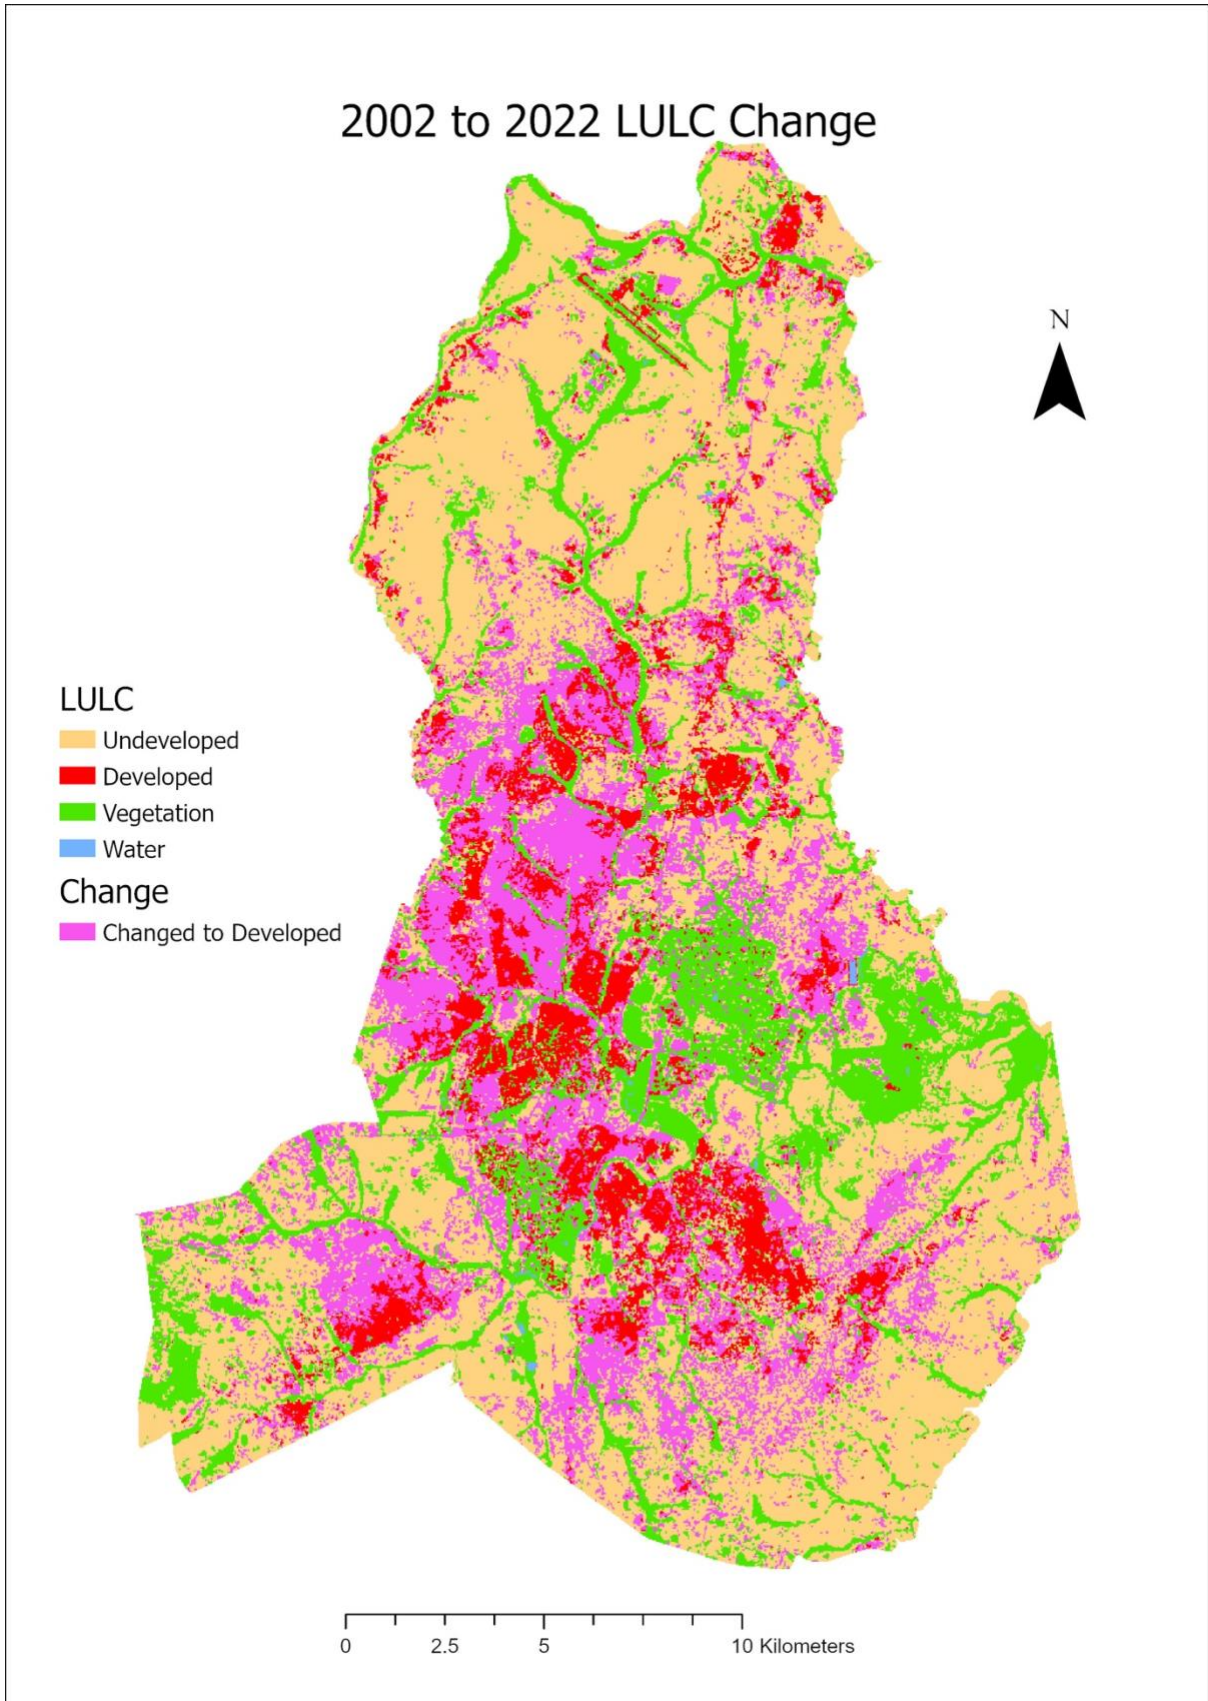 2002 to 2022 LULC Change
N
LULC
Undeveloped
Developed
Vegetation
Water
Change
Changed to Developed
0 2.5 5 10 Kilometers